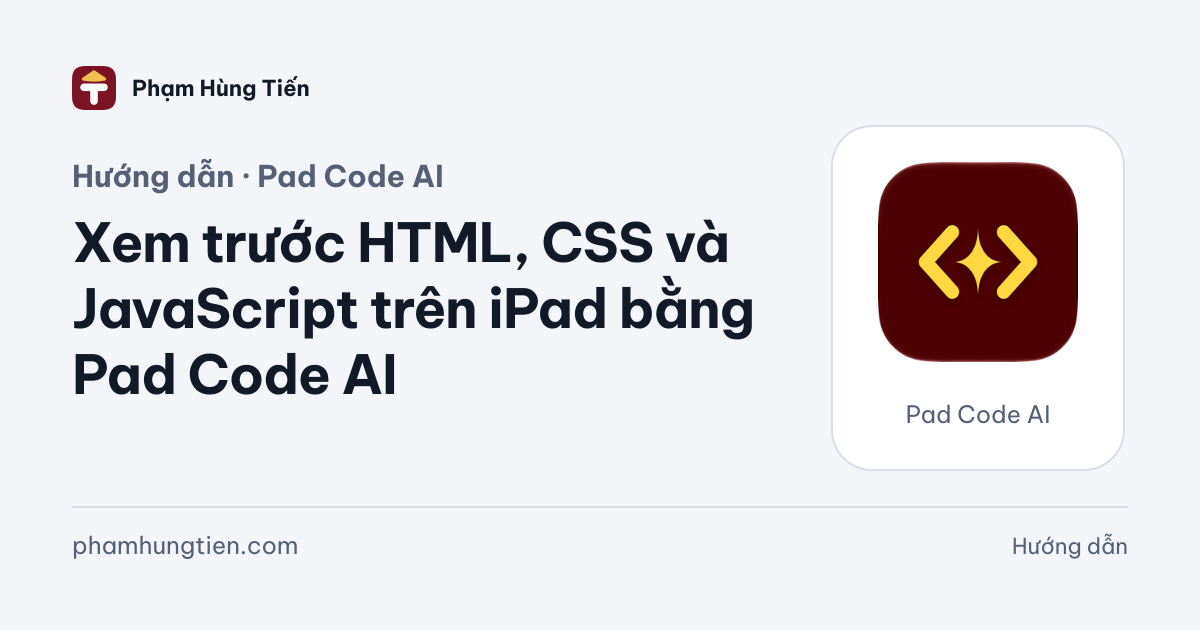 Phạm Hùng Tiến
Hướng dẫn · Pad Code AI
Xem trước HTML, CSS và
JavaScript trên iPad bằng
Pad Code AI
Pad Code AI
phamhungtien.com
Hướng dẫn